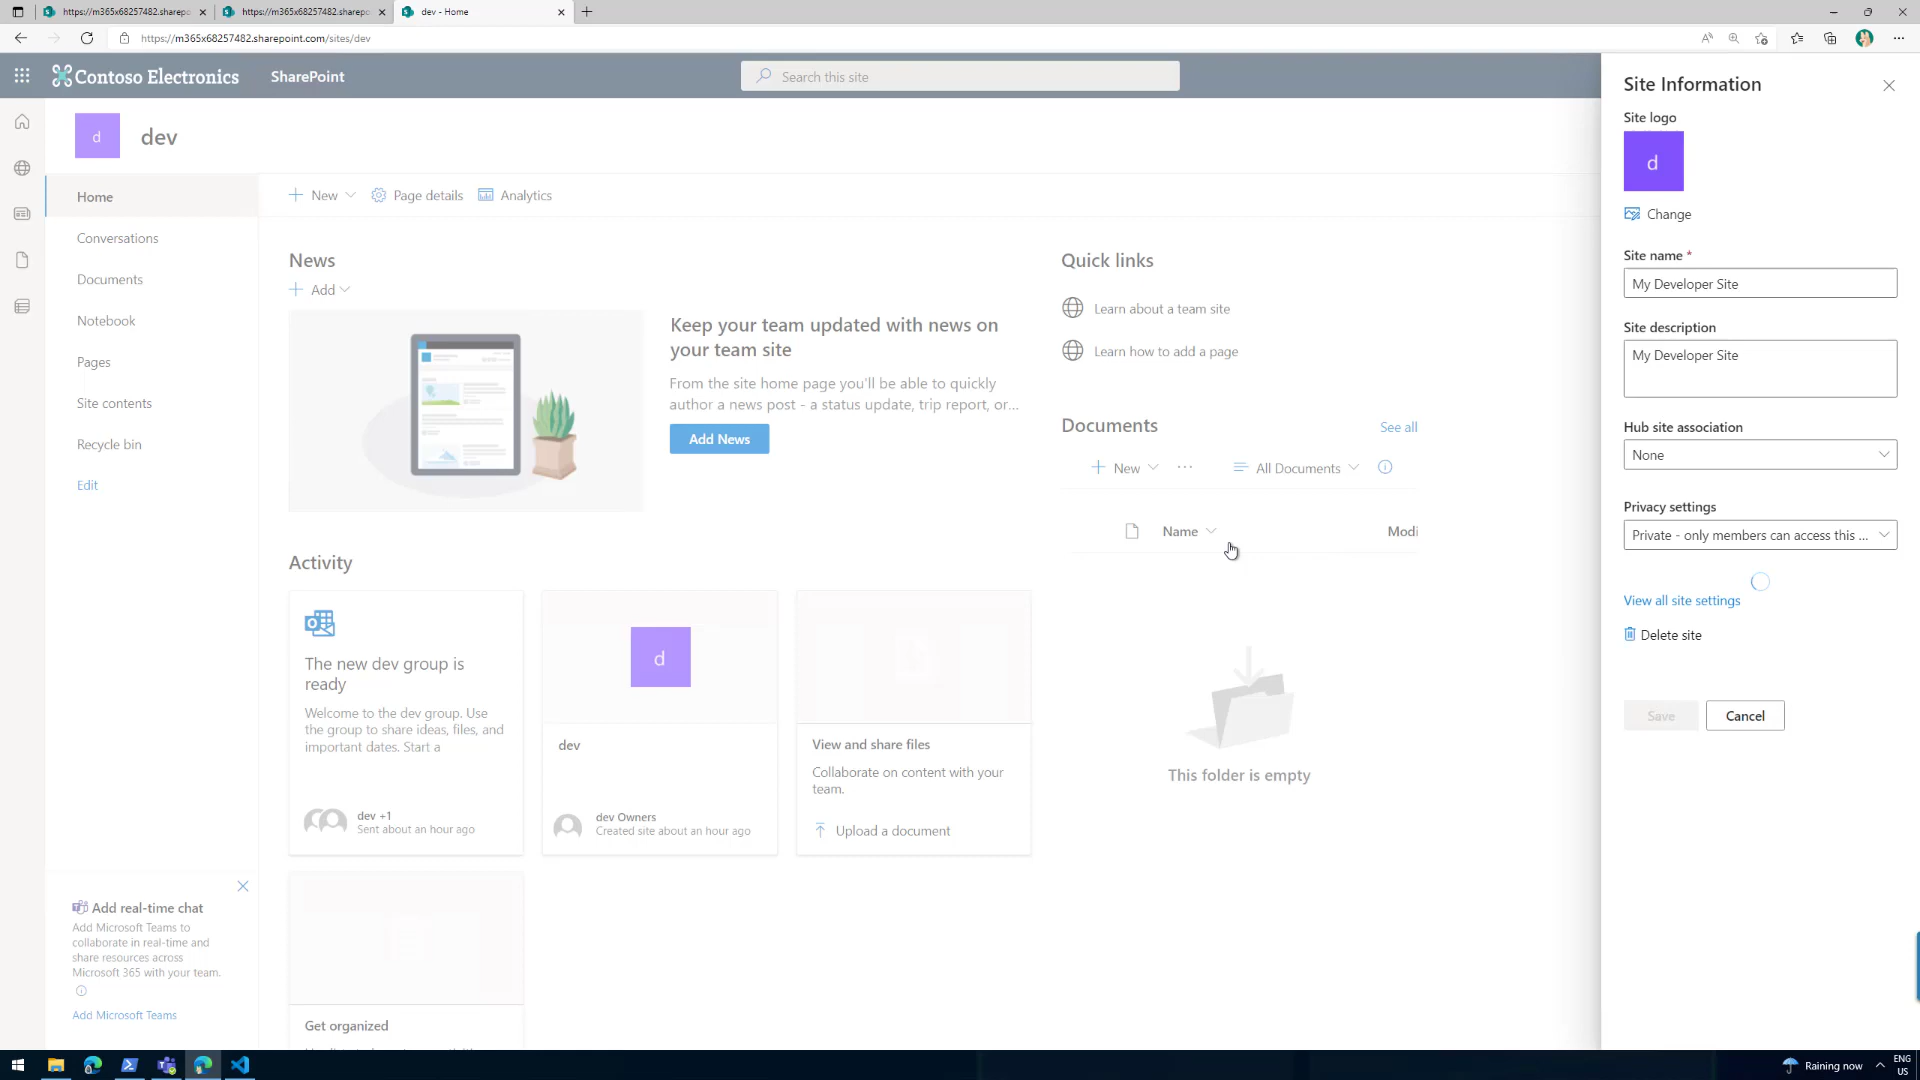 https://m365x68257482.sharepo
https://m365x68257482.sharepo
dev - Home
https://m365x68257482.sharepoint.com/sites/dev
Contoso Electronics
SharePoint
Search this site
d
dev
Home
Conversations
Documents
Notebook
Pages
Site contents
Recycle bin
Edit
New
Page details
Analytics
News
Add
Keep your team updated with news on
your team site
From the site home page you'll be able to quickly
author a news post - a status update, trip report, or...
Add News
Quick links
Learn about a team site
Learn how to add a page
Documents
See all
New
All Documents
Name
Modi
This folder is empty
Activity
The new dev group is
ready
Welcome to the dev group. Use
the group to share ideas, files, and
important dates. Start a
dev +1
Sent about an hour ago
d
dev
dev Owners
Created site about an hour ago
View and share files
Collaborate on content with your
team.
Upload a document
Get organized
Add real-time chat
Add Microsoft Teams to
collaborate in real-time and
share resources across
Microsoft 365 with your team.
Add Microsoft Teams
Site Information
Site logo
d
Change
Site name *
My Developer Site
Site description
My Developer Site
Hub site association
None
Privacy settings
Private - only members can access this ...
View all site settings
Delete site
Save
Cancel
Raining now
ENG
US